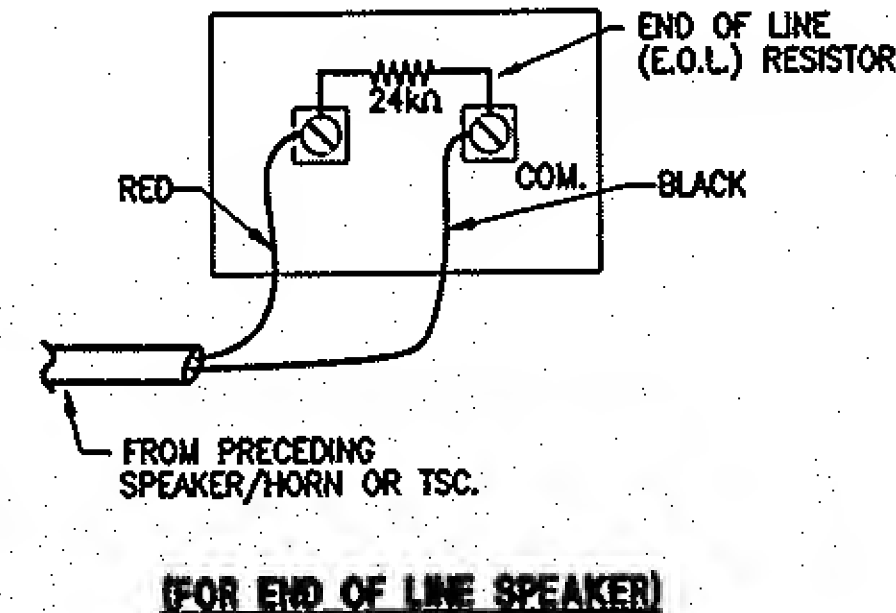 END OF LINE
(E.O.L.) RESISTOR
24kΩ
RED
COM.
BLACK
FROM PRECEDING
SPEAKER/HORN OR TSC.
(FOR END OF LINE SPEAKER)